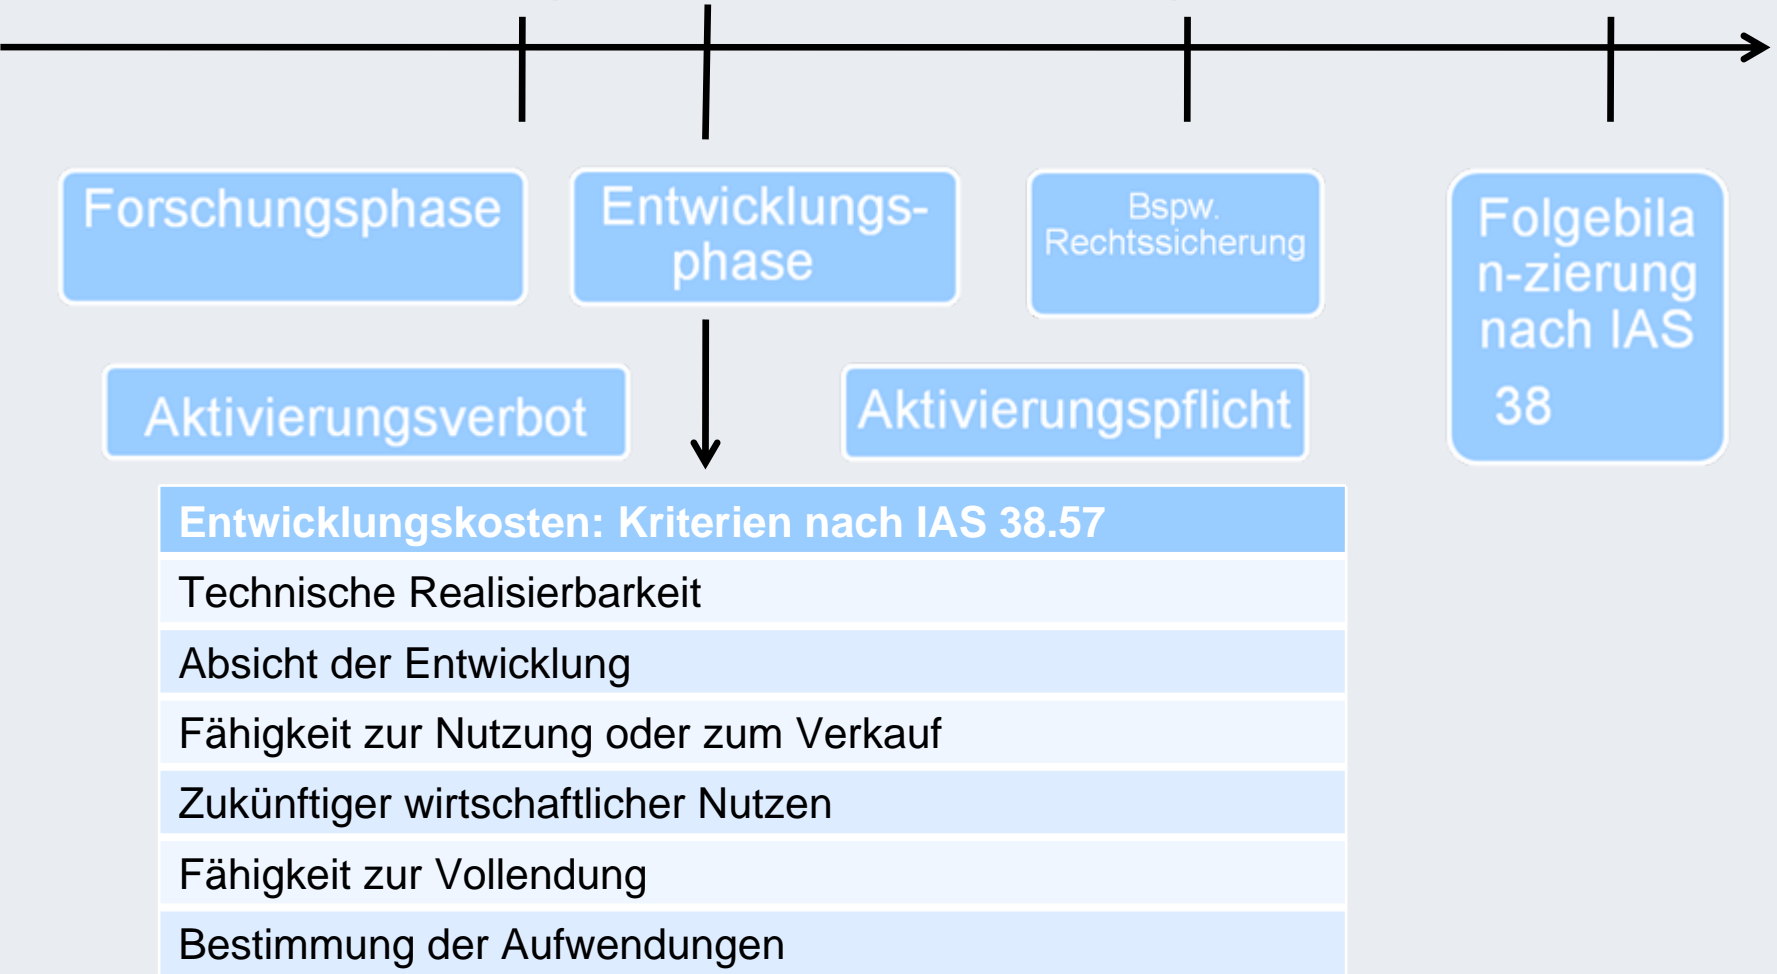 Forschungsphase
Entwicklungs-
phase
Bspw.
Rechtssicherung
Folgebila
n-zierung
nach IAS
38
Aktivierungsverbot
Aktivierungspflicht
Entwicklungskosten: Kriterien nach IAS 38.57
Technische Realisierbarkeit
Absicht der Entwicklung
Fähigkeit zur Nutzung oder zum Verkauf
Zukünftiger wirtschaftlicher Nutzen
Fähigkeit zur Vollendung
Bestimmung der Aufwendungen